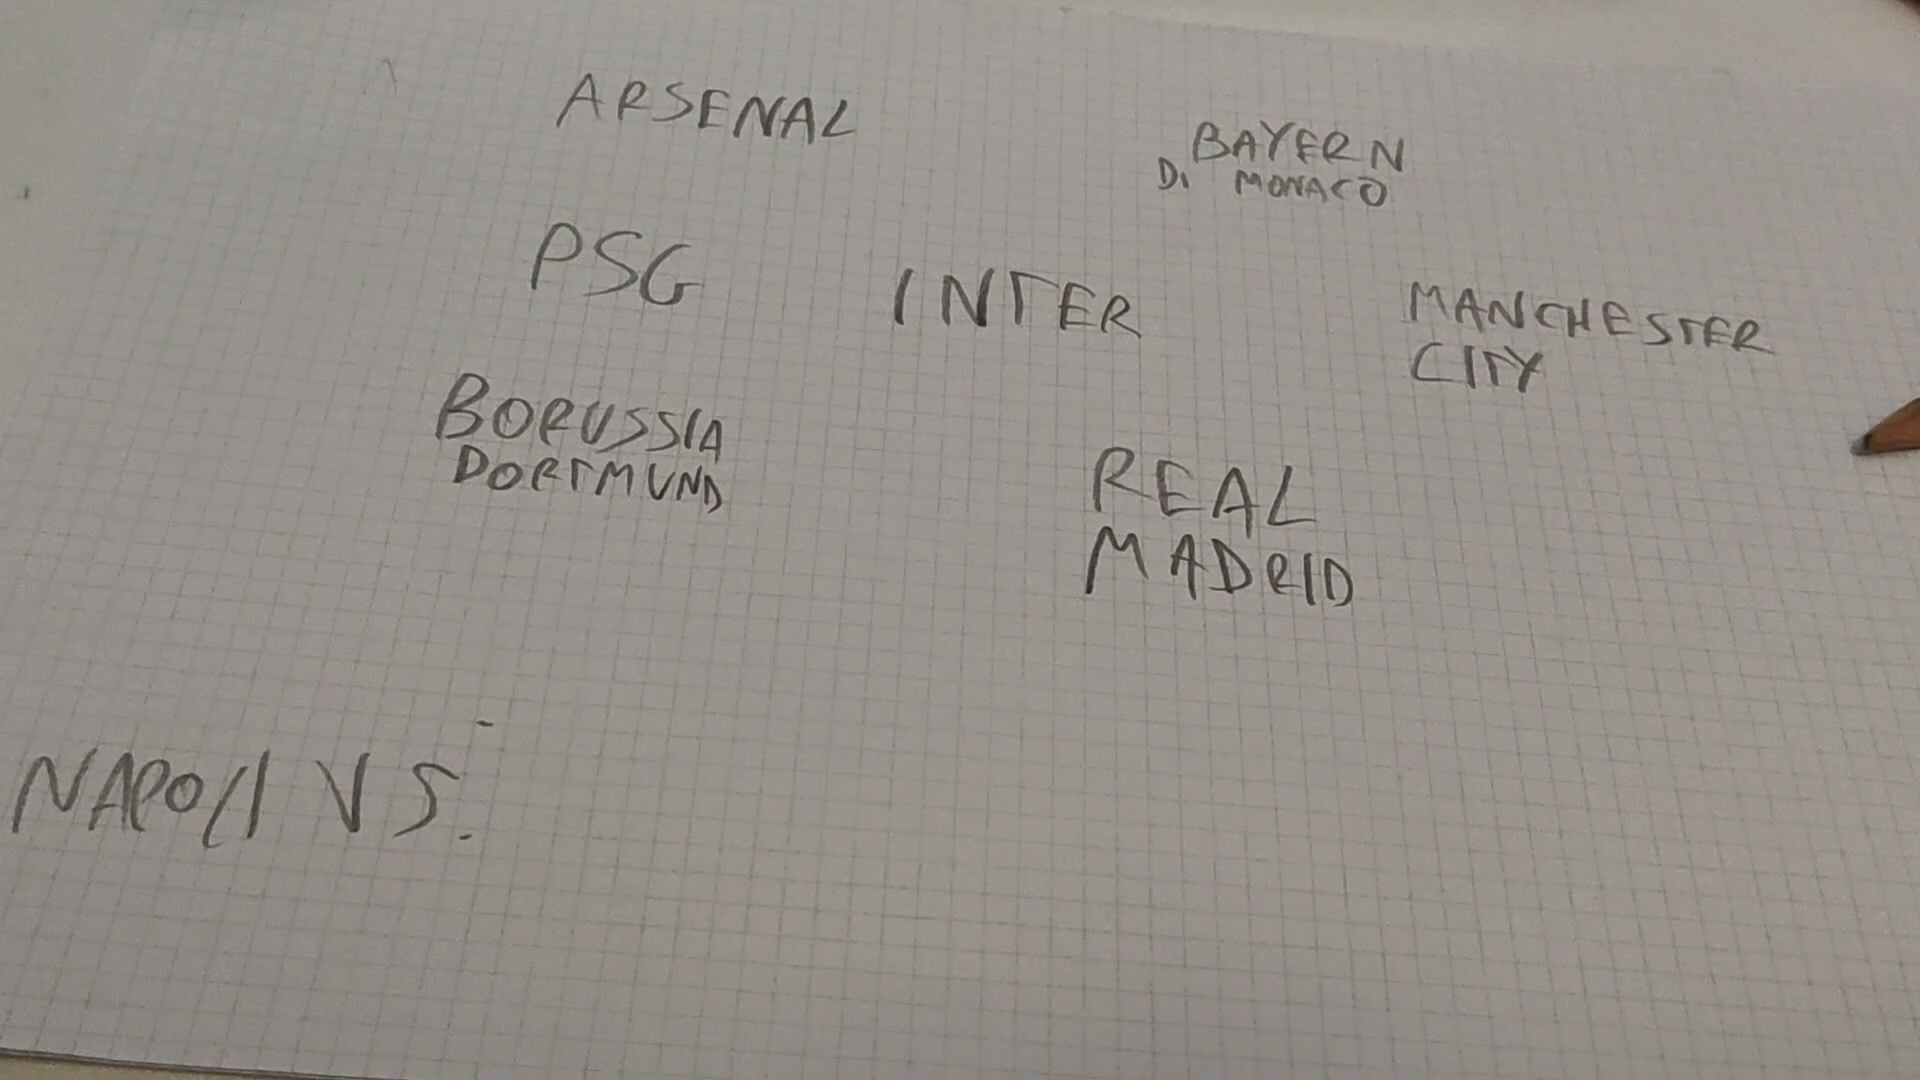 ARSENAL
BAYERN
DI MONACO
PSG
INTER
MANCHESTER
CITY
BORUSSIA
DORTMUND
REAL
MADRID
NAPOLI VS.